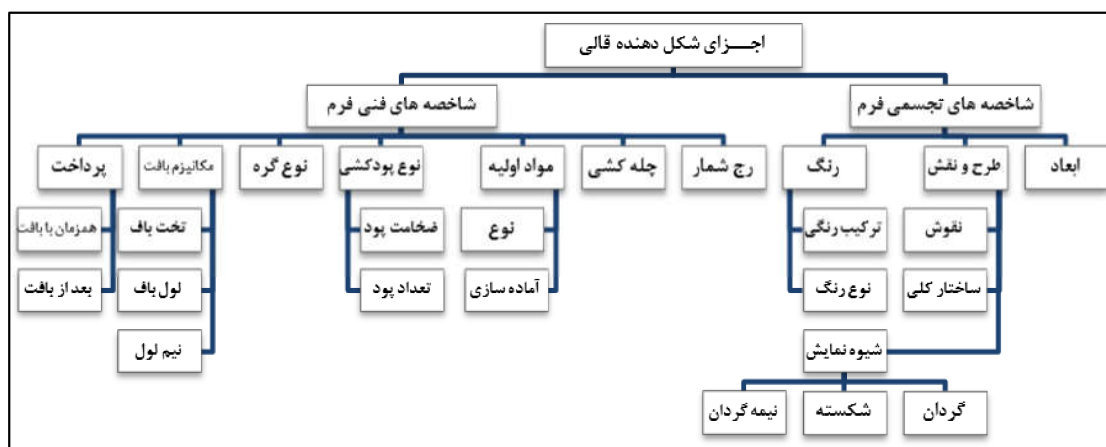 اجـــزای شکل دهنده قالی
شاخصه های تجسمی فرم
شاخصه های فنی فرم
ابعاد
طرح و نقش
رنگ
رج شمار
چله کشی
مواد اولیه
نوع پودکشی
نوع گره
مکانیزم بافت
پرداخت
نقوش
ترکیب رنگی
نوع
ضخامت پود
تخت باف
همزمان با بافت
ساختار کلی
نوع رنگ
آماده سازی
تعداد پود
لول باف
بعد از بافت
شیوه نمایش
نیم لول
گردان
شکسته
نیمه گردان